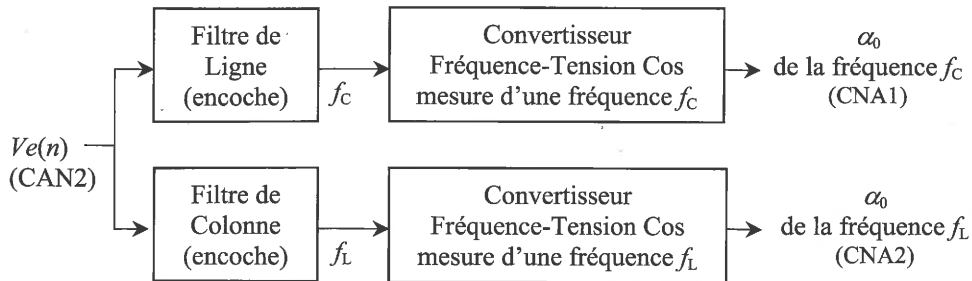 Ve(n)
(CAN2)
Filtre de
Ligne
(encoche)
f_C
Convertisseur
Fréquence-Tension Cos
mesure d'une fréquence f_C
α_0
de la fréquence f_C
(CNA1)
Filtre de
Colonne
(encoche)
f_L
Convertisseur
Fréquence-Tension Cos
mesure d'une fréquence f_L
α_0
de la fréquence f_L
(CNA2)